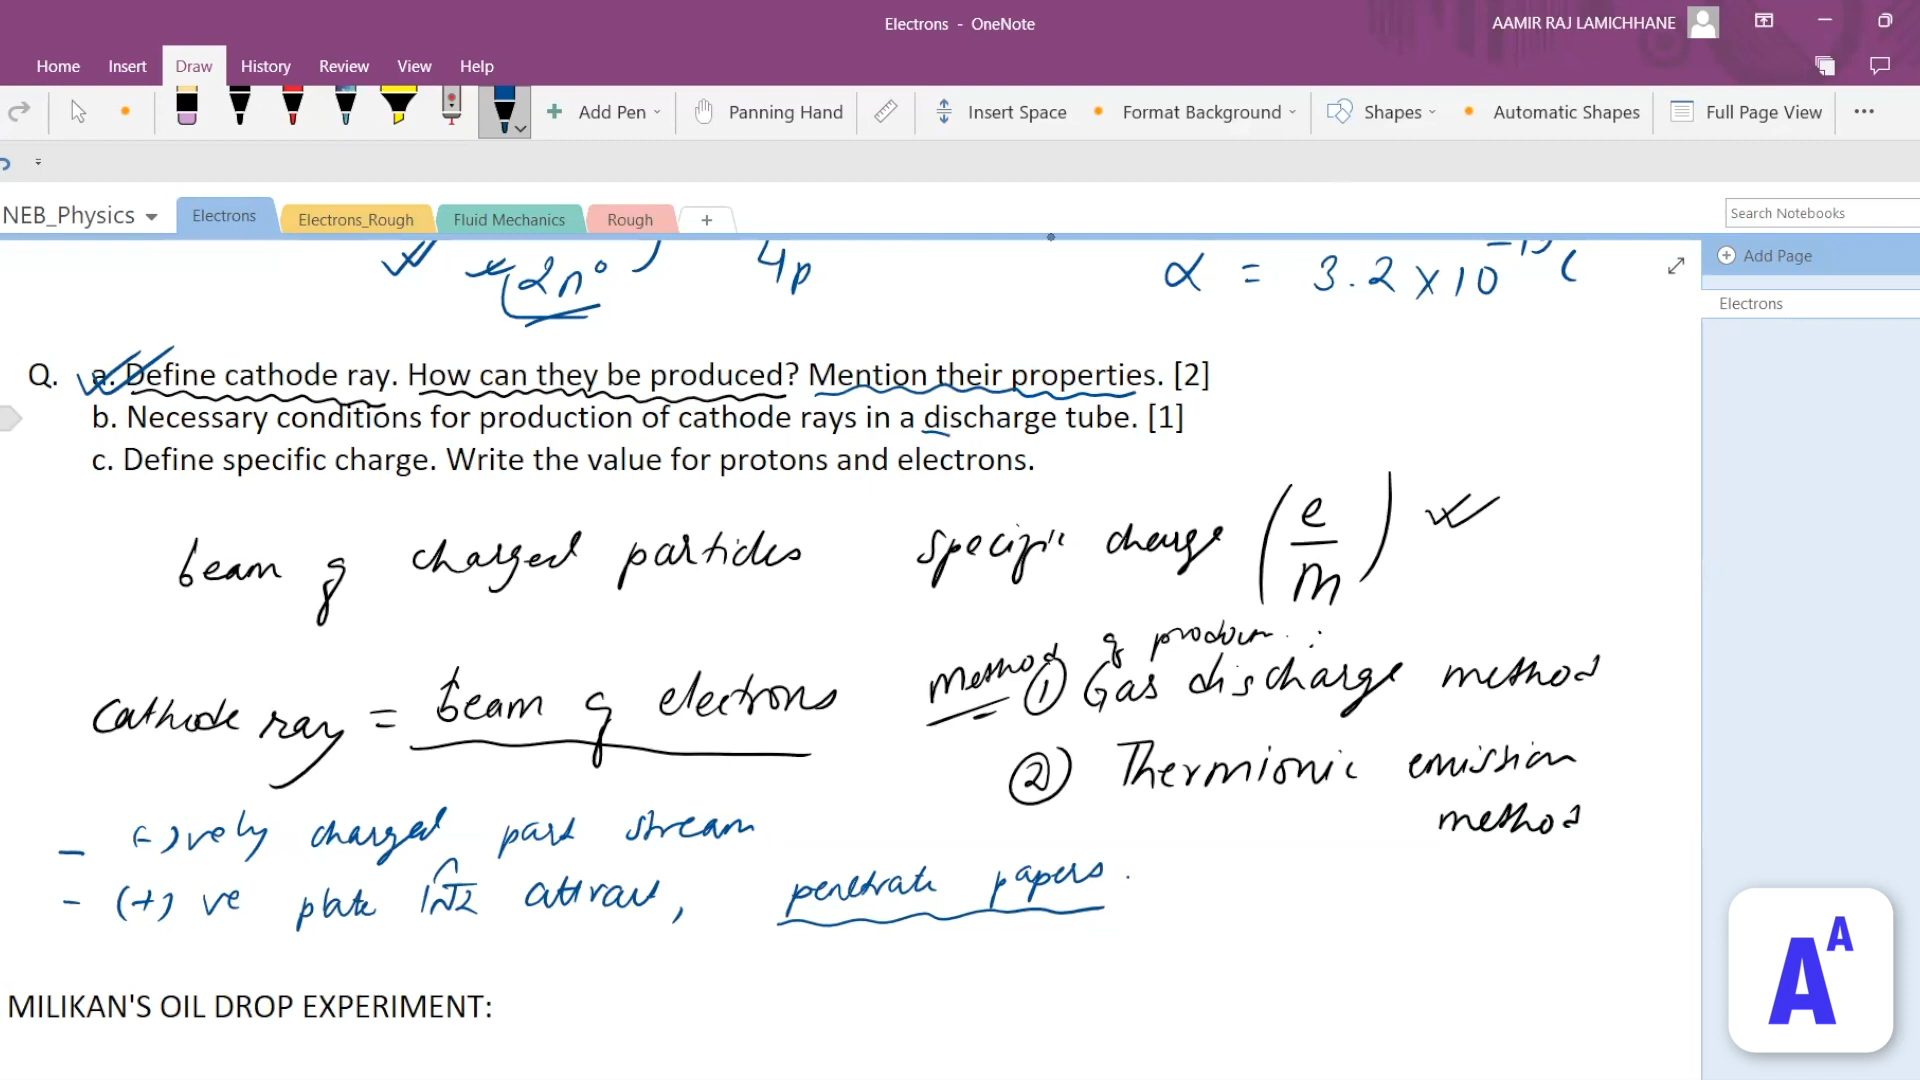 Electrons - OneNote
AAMIR RAJ LAMICHHANE
Home Insert Draw History Review View Help
Add Pen Panning Hand Insert Space Format Background Shapes Automatic Shapes Full Page View
NEB_Physics Electrons Electrons_Rough Fluid Mechanics Rough +
Search Notebooks
Add Page
Electrons
2n⁰ ) 4p
α = 3.2 x 10
Q. a. Define cathode ray. How can they be produced? Mention their properties. [2]
b. Necessary conditions for production of cathode rays in a discharge tube. [1]
c. Define specific charge. Write the value for protons and electrons.
beam of charged particles
specific charge (e/m)
Method of producn :
① Gas discharge method
cathode ray = beam of electrons
② Thermionic emission
method
- (-)vely charged part stream
- (+) ve plate attract, penetrate papers.
MILIKAN'S OIL DROP EXPERIMENT:
A A